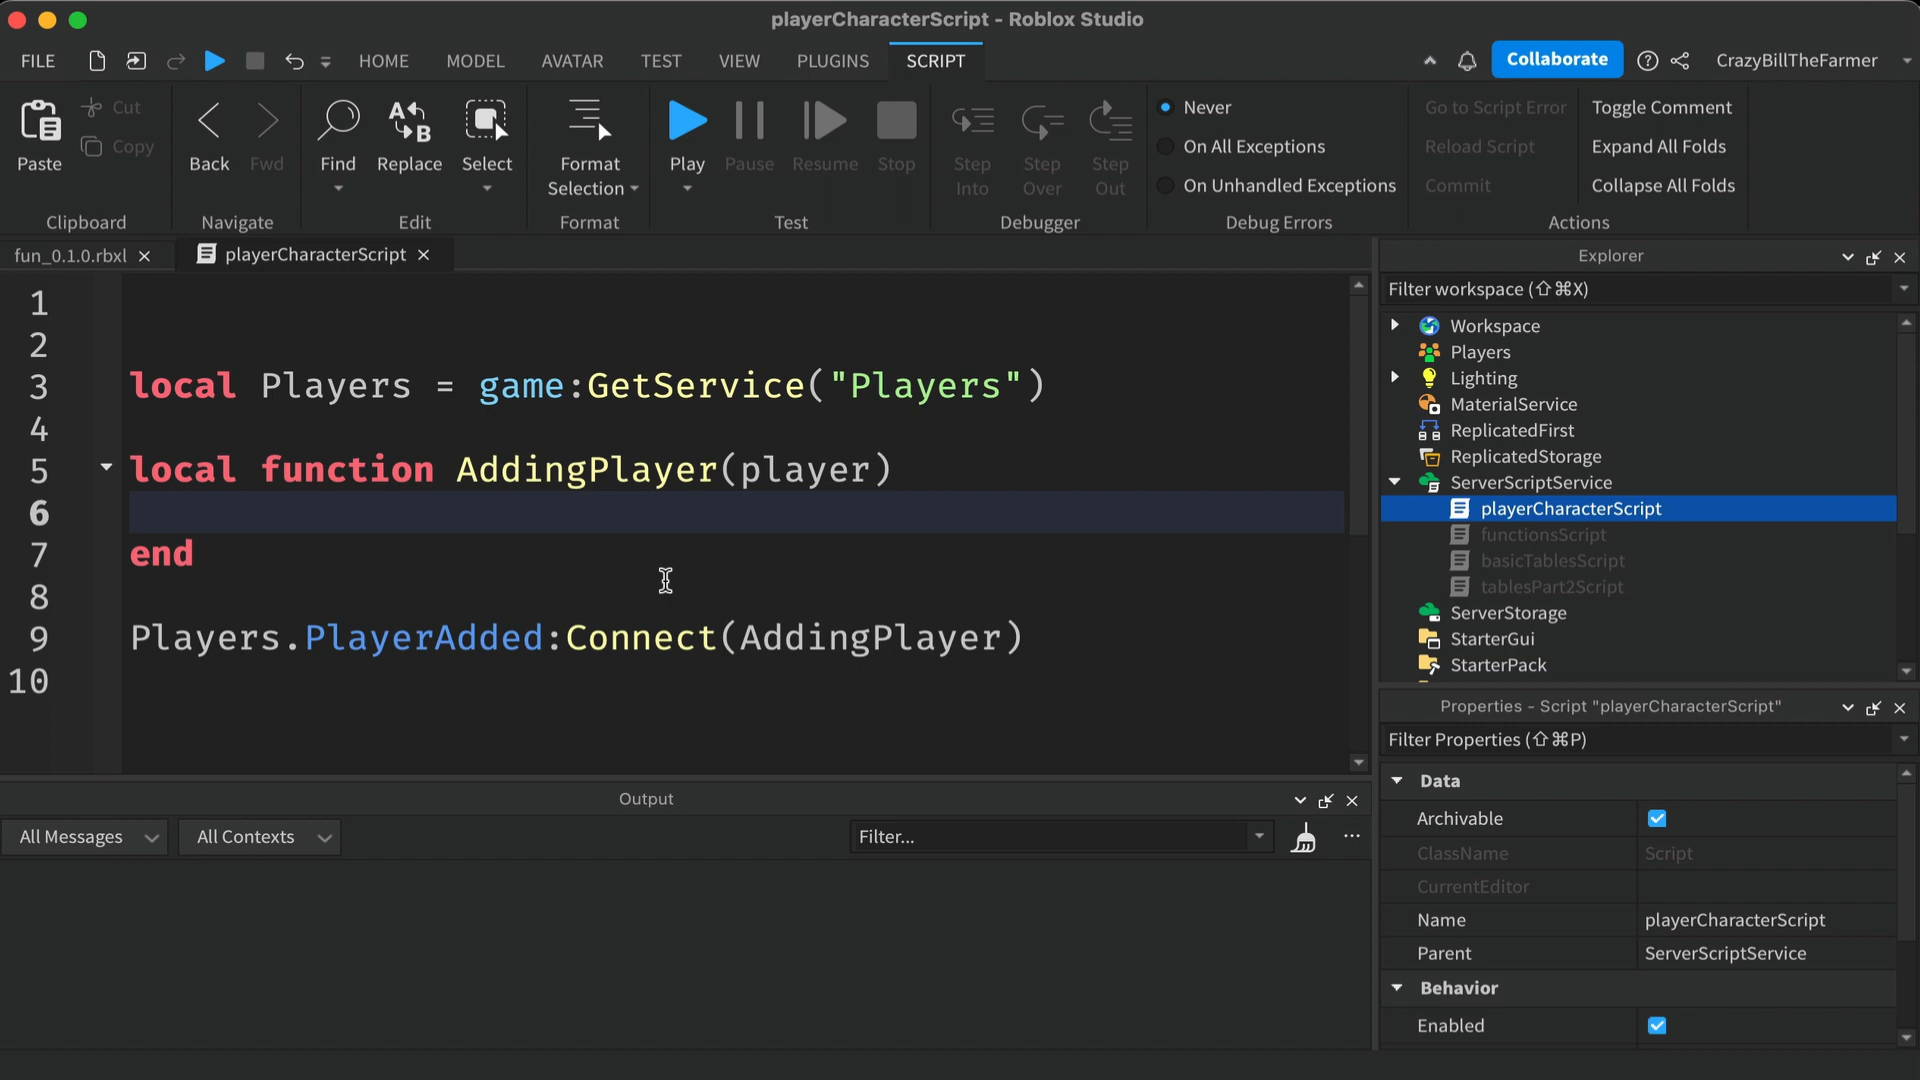 playerCharacterScript - Roblox Studio
FILE HOME MODEL AVATAR TEST VIEW PLUGINS SCRIPT Collaborate CrazyBillTheFarmer
Paste Cut Copy
Clipboard
Back Fwd
Navigate
Find Replace Select
Edit
Format Selection
Format
Play Pause Resume Stop
Test
Step Into Step Over Step Out
Debugger
Never
On All Exceptions
On Unhandled Exceptions
Debug Errors
Go to Script Error Toggle Comment
Reload Script Expand All Folds
Commit Collapse All Folds
Actions
fun_0.1.0.rbxl playerCharacterScript
1
2
3 local Players = game:GetService("Players")
4
5 local function AddingPlayer(player)
6
7 end
8
9 Players.PlayerAdded:Connect(AddingPlayer)
10
Output
All Messages All Contexts Filter...
Explorer
Filter workspace (⇧⌘X)
Workspace
Players
Lighting
MaterialService
ReplicatedFirst
ReplicatedStorage
ServerScriptService
playerCharacterScript
functionsScript
basicTablesScript
tablesPart2Script
ServerStorage
StarterGui
StarterPack
Properties - Script "playerCharacterScript"
Filter Properties (⇧⌘P)
Data
Archivable
ClassName Script
CurrentEditor
Name playerCharacterScript
Parent ServerScriptService
Behavior
Enabled